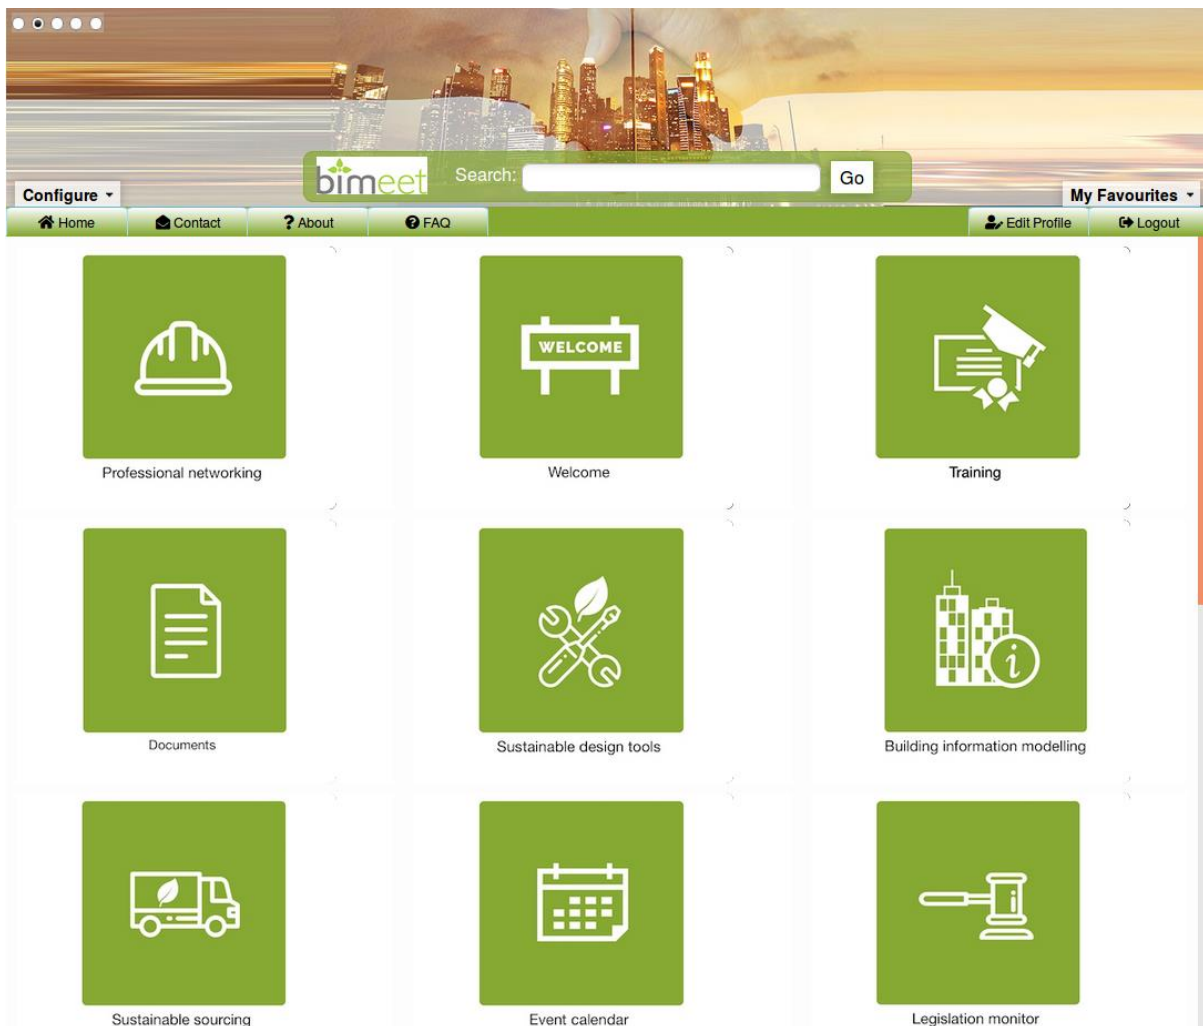 bimeet Search: Go
Configure My Favourites
Home Contact ? About FAQ Edit Profile Logout
WELCOME
Professional networking Welcome Training
Documents Sustainable design tools Building information modelling
Sustainable sourcing Event calendar Legislation monitor